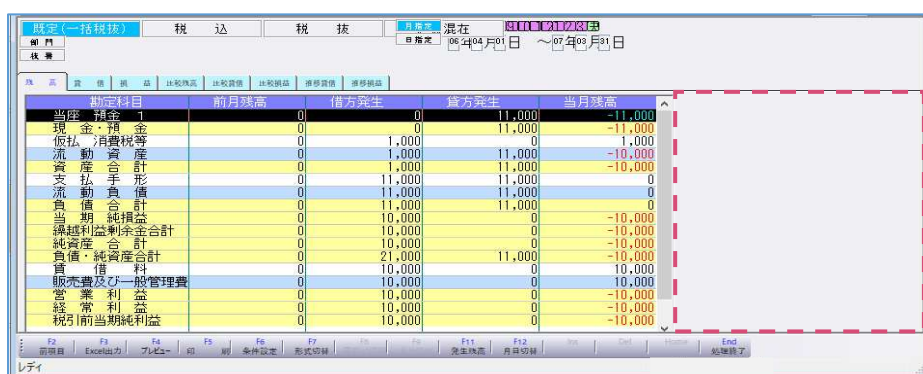 既定(一括税抜) 税 込 税 抜 月指定 混在
部 門 日指定 06年04月01日 ～07年03月31日
枝 番
残 高 貸 借 損 益 比較残高 比較貸借 比較損益 推移貸借 推移損益
勘定科目 前月残高 借方発生 貸方発生 当月残高
当座 預金 1 0 0 11,000 -11,000
現 金・預 金 0 0 11,000 -11,000
仮払 消費税等 0 1,000 0 1,000
流 動 資 産 0 1,000 11,000 -10,000
資 産 合 計 0 1,000 11,000 -10,000
支 払 手 形 0 11,000 11,000 0
流 動 負 債 0 11,000 11,000 0
負 債 合 計 0 11,000 11,000 0
当 期 純損益 0 10,000 0 -10,000
繰越利益剰余金合計 0 10,000 0 -10,000
純資産 合 計 0 10,000 0 -10,000
負債・純資産合計 0 21,000 11,000 -10,000
賃 借 料 0 10,000 0 10,000
販売費及び一般管理費 0 10,000 0 10,000
営 業 利 益 0 10,000 0 -10,000
経 常 利 益 0 10,000 0 -10,000
税引前当期純利益 0 10,000 0 -10,000
F2 F3 F4 F5 F6 F7 F8 F9 F11 F12 Ins Del Home End
前項目 Excel出力 プレビュー 印 刷 条件設定 形式切替 発生残高 月日切替 処理終了
レディ